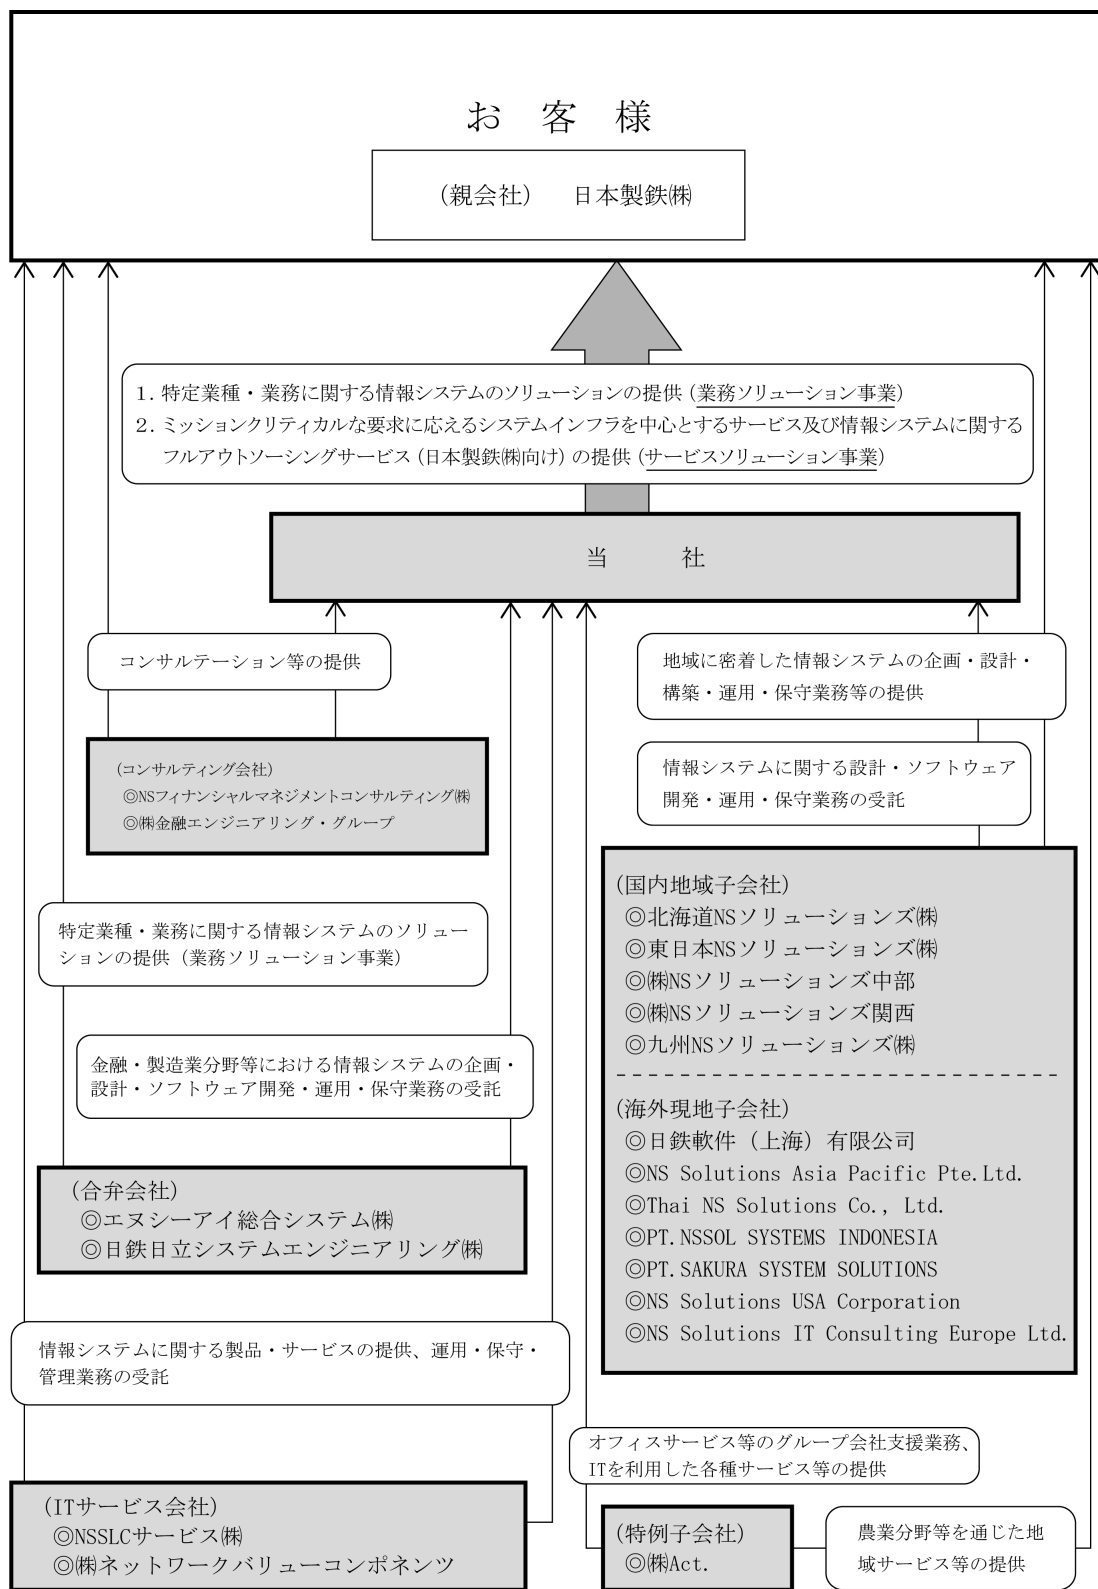 お　客　様
（親会社）　日本製鉄㈱
１．特定業種・業務に関する情報システムのソリューションの提供（業務ソリューション事業）
２．ミッションクリティカルな要求に応えるシステムインフラを中心とするサービス及び情報システムに関する
フルアウトソーシングサービス（日本製鉄㈱向け）の提供（サービスソリューション事業）
当　　　社
コンサルテーション等の提供
（コンサルティング会社）
◎NSフィナンシャルマネジメントコンサルティング㈱
◎㈱金融エンジニアリング・グループ
特定業種・業務に関する情報システムのソリュー
ションの提供（業務ソリューション事業）
金融・製造業分野等における情報システムの企画・
設計・ソフトウェア開発・運用・保守業務の受託
（合弁会社）
◎エヌシーアイ総合システム㈱
◎日鉄日立システムエンジニアリング㈱
情報システムに関する製品・サービスの提供、運用・保守・
管理業務の受託
（ITサービス会社）
◎NSSLCサービス㈱
◎㈱ネットワークバリューコンポネンツ
地域に密着した情報システムの企画・設計・
構築・運用・保守業務等の提供
情報システムに関する設計・ソフトウェア
開発・運用・保守業務の受託
（国内地域子会社）
◎北海道NSソリューションズ㈱
◎東日本NSソリューションズ㈱
◎㈱NSソリューションズ中部
◎㈱NSソリューションズ関西
◎九州NSソリューションズ㈱
（海外現地子会社）
◎日鉄軟件（上海）有限公司
◎NS Solutions Asia Pacific Pte.Ltd.
◎Thai NS Solutions Co., Ltd.
◎PT.NSSOL SYSTEMS INDONESIA
◎PT.SAKURA SYSTEM SOLUTIONS
◎NS Solutions USA Corporation
◎NS Solutions IT Consulting Europe Ltd.
オフィスサービス等のグループ会社支援業務、
ITを利用した各種サービス等の提供
（特例子会社）
◎㈱Act.
農業分野等を通じた地
域サービス等の提供